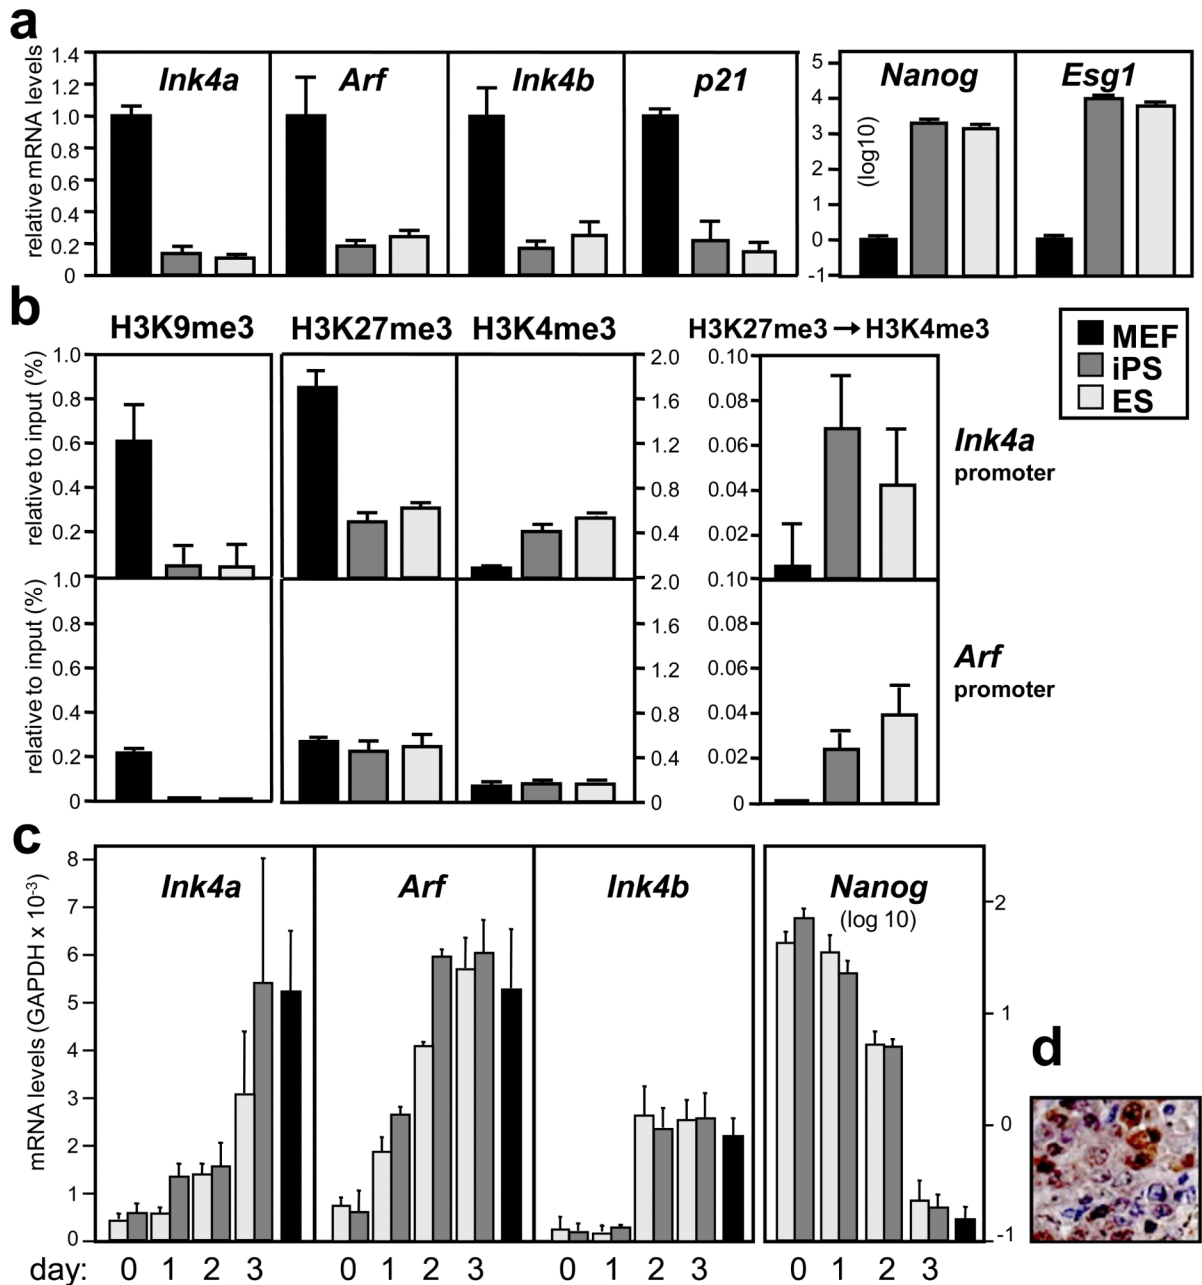 a
relative mRNA levels
1.4
1.2
1.0
0.8
0.6
0.4
0.2
0
Ink4a
Arf
Ink4b
p21
5
4
3
2
1
0
-1
(log10)
Nanog
Esg1
b
H3K9me3
H3K27me3
H3K4me3
H3K27me3 → H3K4me3
MEF
iPS
ES
relative to input (%)
1.0
0.8
0.6
0.4
0.2
1.0
2.0
1.6
1.2
0.8
0.4
2.0
0.10
0.08
0.06
0.04
0.02
0.10
Ink4a
promoter
relative to input (%)
0.8
0.6
0.4
0.2
0
1.6
1.2
0.8
0.4
0
0.08
0.06
0.04
0.02
0
Arf
promoter
c
mRNA levels (GAPDH x 10-3)
8
7
6
5
4
3
2
1
0
Ink4a
Arf
Ink4b
Nanog
(log 10)
2
1
0
-1
day: 0 1 2 3 0 1 2 3 0 1 2 3 0 1 2 3
d